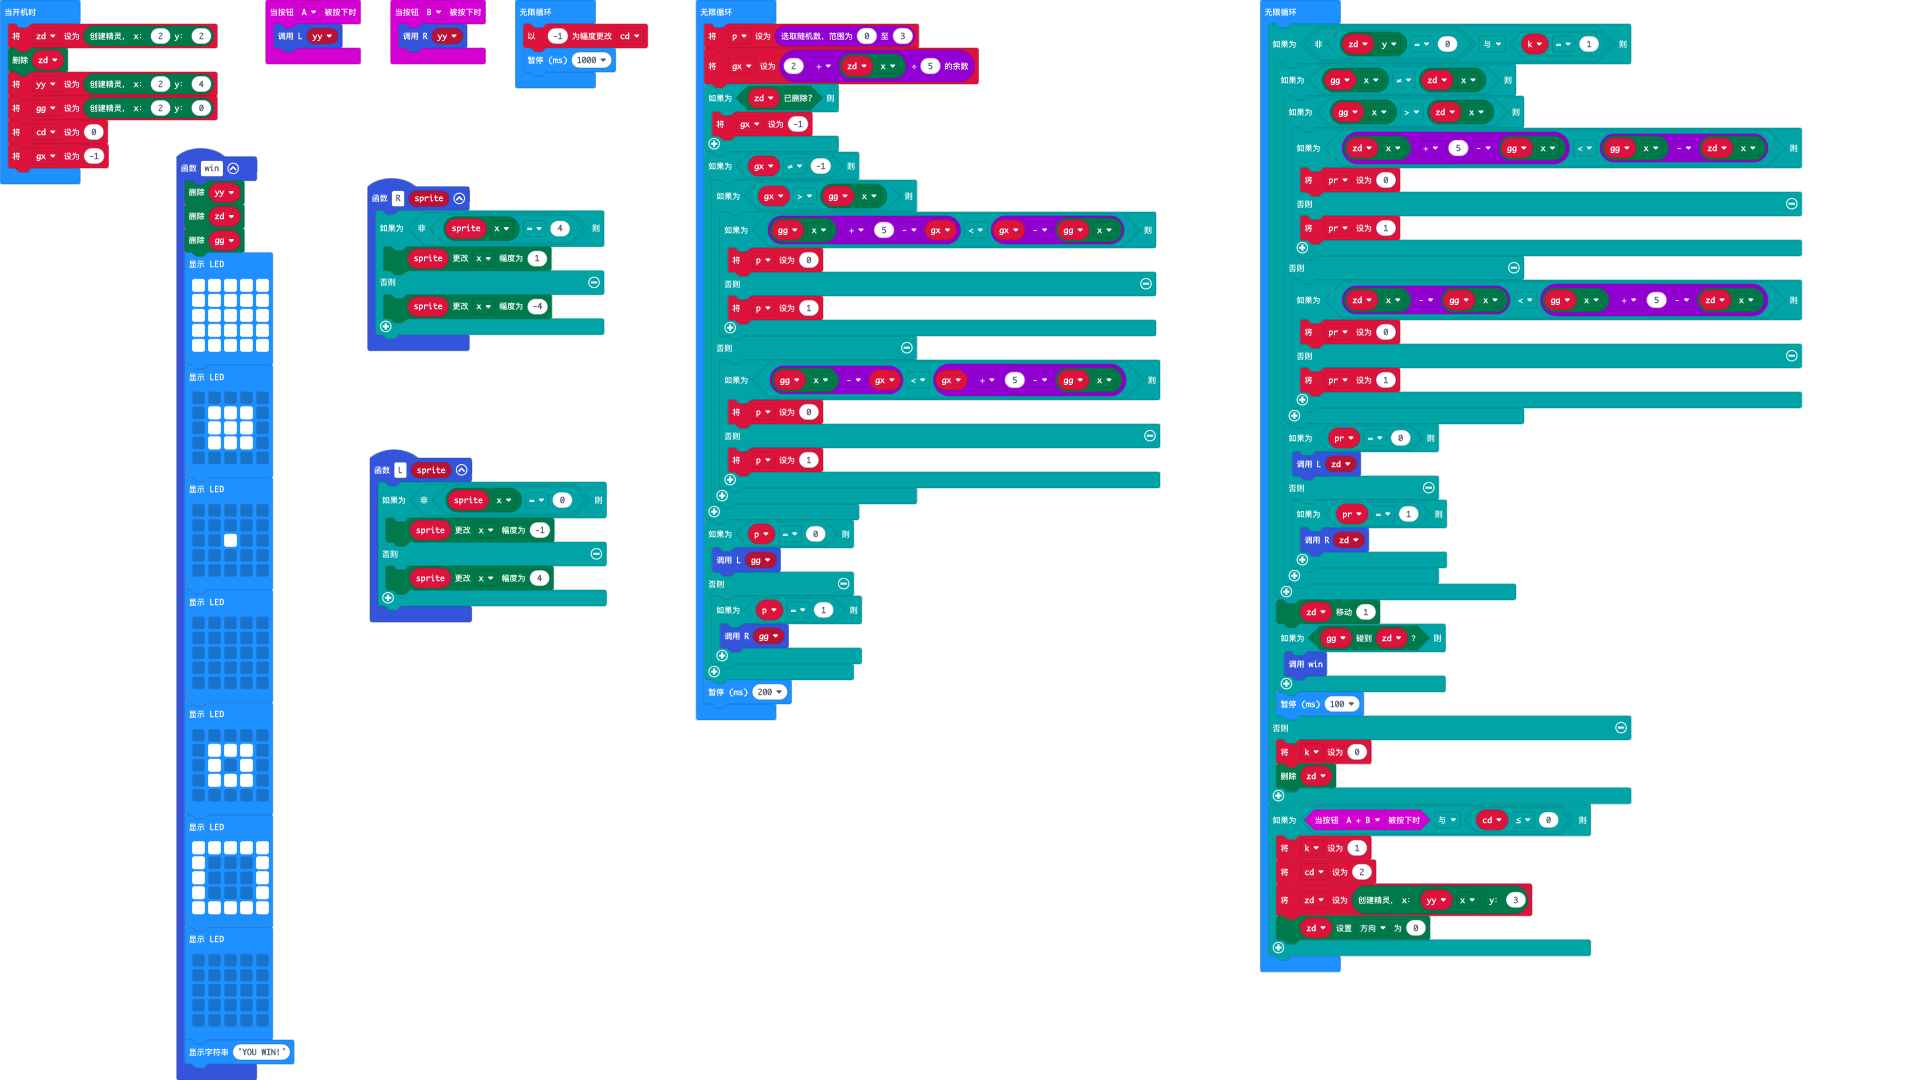 当开机时
将 zd 设为 创建精灵, x: 2 y: 2
删除 zd
将 yy 设为 创建精灵, x: 2 y: 4
将 gg 设为 创建精灵, x: 2 y: 0
将 cd 设为 0
将 gx 设为 -1
当按钮 A 被按下时
调用 L yy
当按钮 B 被按下时
调用 R yy
无限循环
以 -1 为幅度更改 cd
暂停 (ms) 1000
函数 win
删除 yy
删除 zd
删除 gg
显示 LED
显示 LED
显示 LED
显示 LED
显示 LED
显示 LED
显示 LED
显示字符串 "YOU WIN!"
函数 R sprite
如果为 非 sprite x = 4 则
sprite 更改 x 幅度为 1
否则
sprite 更改 x 幅度为 -4
函数 L sprite
如果为 非 sprite x = 0 则
sprite 更改 x 幅度为 -1
否则
sprite 更改 x 幅度为 4
无限循环
将 p 设为 选取随机数，范围为 0 至 3
将 gx 设为 2 + zd x ÷ 5 的余数
如果为 zd 已删除? 则
将 gx 设为 -1
如果为 gx ≠ -1 则
如果为 gx > gg x 则
如果为 gg x + 5 - gx < gx - gg x 则
将 p 设为 0
否则
将 p 设为 1
否则
如果为 gg x - gx < gx + 5 - gg x 则
将 p 设为 0
否则
将 p 设为 1
如果为 p = 0 则
调用 L gg
否则
如果为 p = 1 则
调用 R gg
暂停 (ms) 200
无限循环
如果为 非 zd y = 0 与 k = 1 则
如果为 gg x ≠ zd x 则
如果为 gg x > zd x 则
如果为 zd x + 5 - gg x < gg x - zd x 则
将 pr 设为 0
否则
将 pr 设为 1
否则
如果为 zd x - gg x < gg x + 5 - zd x 则
将 pr 设为 0
否则
将 pr 设为 1
如果为 pr = 0 则
调用 L zd
否则
如果为 pr = 1 则
调用 R zd
zd 移动 1
如果为 gg 碰到 zd ? 则
调用 win
暂停 (ms) 100
否则
将 k 设为 0
删除 zd
如果为 当按钮 A + B 被按下时 与 cd ≤ 0 则
将 k 设为 1
将 cd 设为 2
将 zd 设为 创建精灵, x: yy x y: 3
zd 设置 方向 为 0